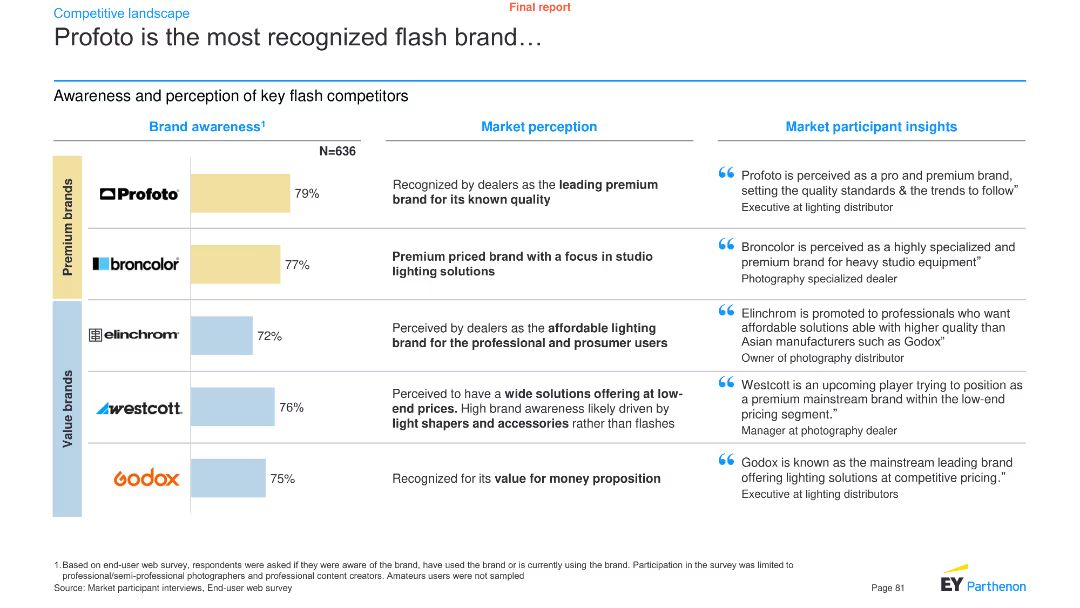 Competitive landscape
Final report
Profoto is the most recognized flash brand…
Awareness and perception of key flash competitors
Brand awareness1
Market perception
Market participant insights
N=636
Premium brands
Profoto
79%
Recognized by dealers as the leading premium
brand for its known quality
“ Profoto is perceived as a pro and premium brand,
setting the quality standards & the trends to follow”
Executive at lighting distributor
broncolor
77%
Premium priced brand with a focus in studio
lighting solutions
“ Broncolor is perceived as a highly specialized and
premium brand for heavy studio equipment”
Photography specialized dealer
Value brands
elinchrom
72%
Perceived by dealers as the affordable lighting
brand for the professional and prosumer users
“ Elinchrom is promoted to professionals who want
affordable solutions able with higher quality than
Asian manufacturers such as Godox”
Owner of photography distributor
westcott
76%
Perceived to have a wide solutions offering at low-
end prices. High brand awareness likely driven by
light shapers and accessories rather than flashes
“ Westcott is an upcoming player trying to position as
a premium mainstream brand within the low-end
pricing segment.”
Manager at photography dealer
Godox
75%
Recognized for its value for money proposition
“ Godox is known as the mainstream leading brand
offering lighting solutions at competitive pricing.”
Executive at lighting distributors
1. Based on end-user web survey, respondents were asked if they were aware of the brand, have used the brand or is currently using the brand. Participation in the survey was limited to
professional/semi-professional photographers and professional content creators. Amateurs users were not sampled
Source: Market participant interviews, End-user web survey
Page 81
EY Parthenon